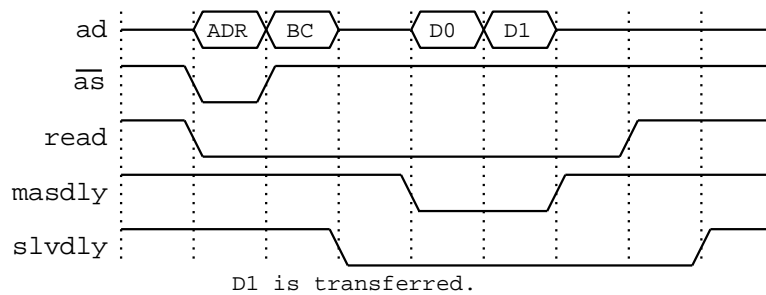 ad ADR BC D0 D1
as
read
masdly
slvdly
D1 is transferred.